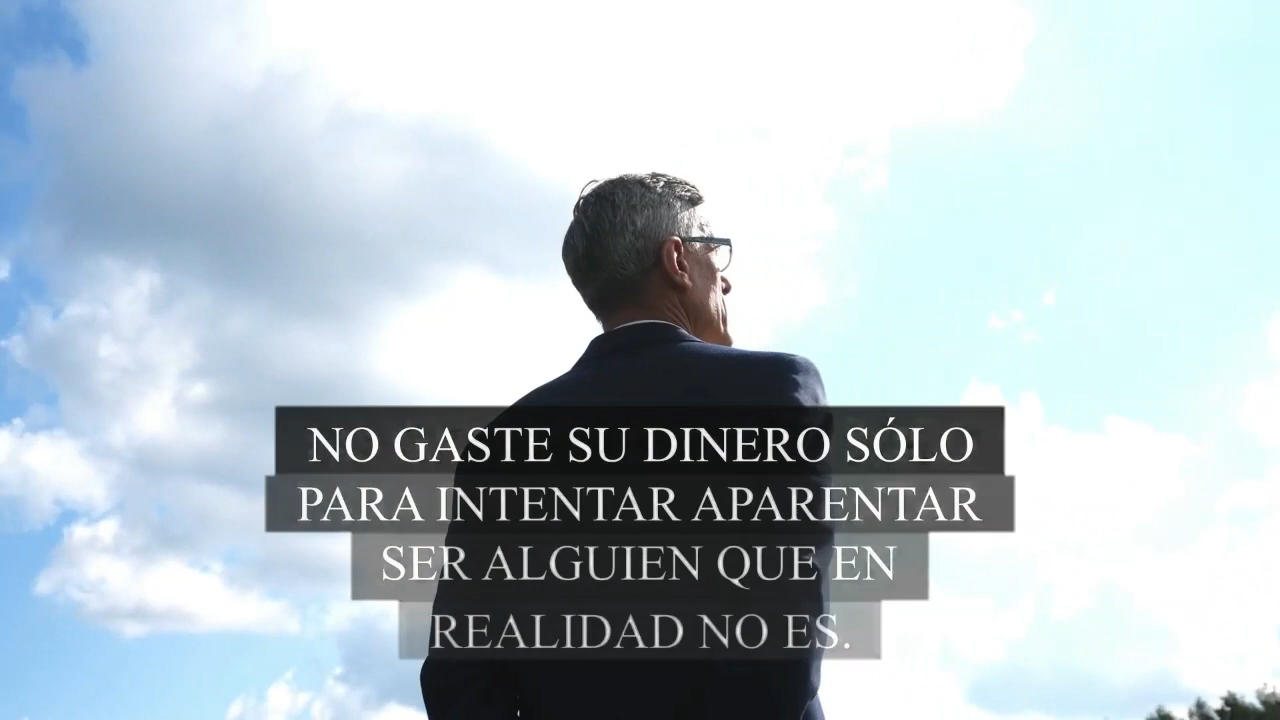 NO GASTE SU DINERO SÓLO
PARA INTENTAR APARENTAR
SER ALGUIEN QUE EN
REALIDAD NO ES.